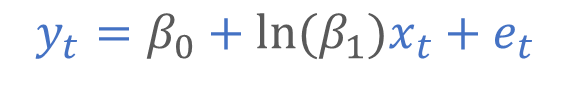 yₜ = β₀ + ln(β₁)xₜ + eₜ